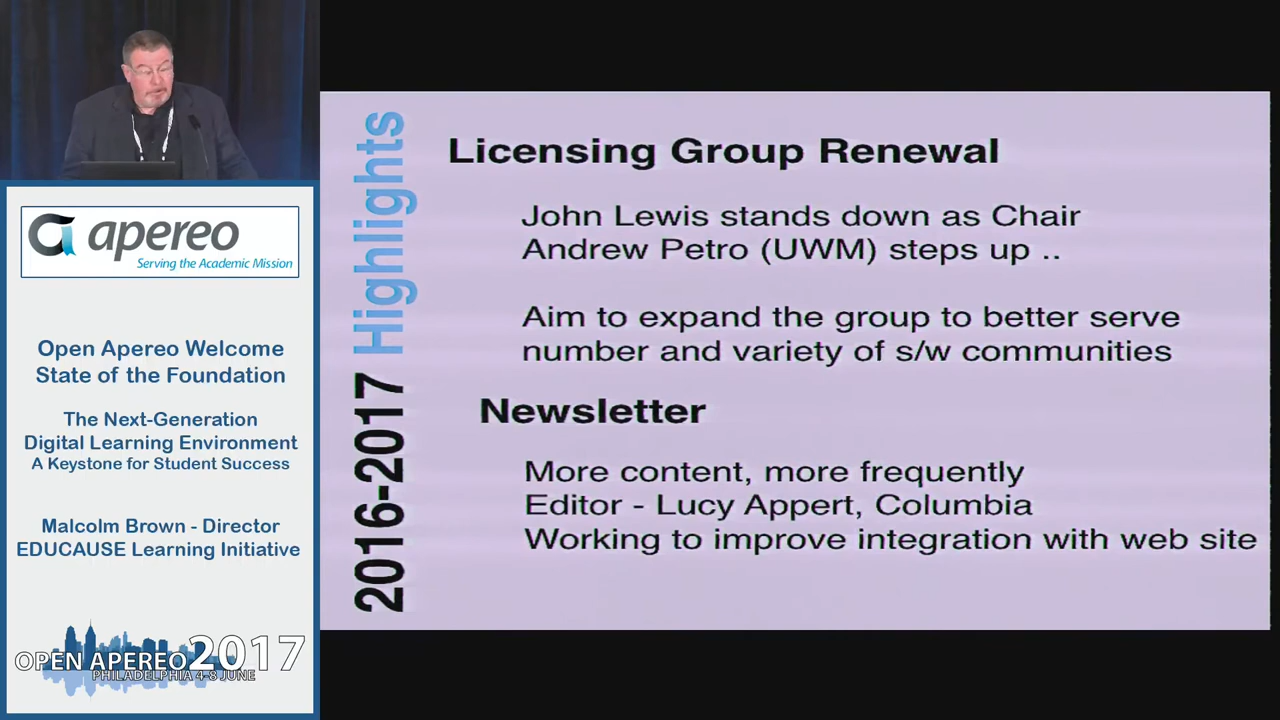 apereo
Serving the Academic Mission
Open Apereo Welcome
State of the Foundation
The Next-Generation
Digital Learning Environment
A Keystone for Student Success
Malcolm Brown - Director
EDUCAUSE Learning Initiative
OPEN APEREO 2017
PHILADELPHIA 4-8 JUNE
2016-2017 Highlights
Licensing Group Renewal
John Lewis stands down as Chair
Andrew Petro (UWM) steps up ..
Aim to expand the group to better serve
number and variety of s/w communities
Newsletter
More content, more frequently
Editor - Lucy Appert, Columbia
Working to improve integration with web site